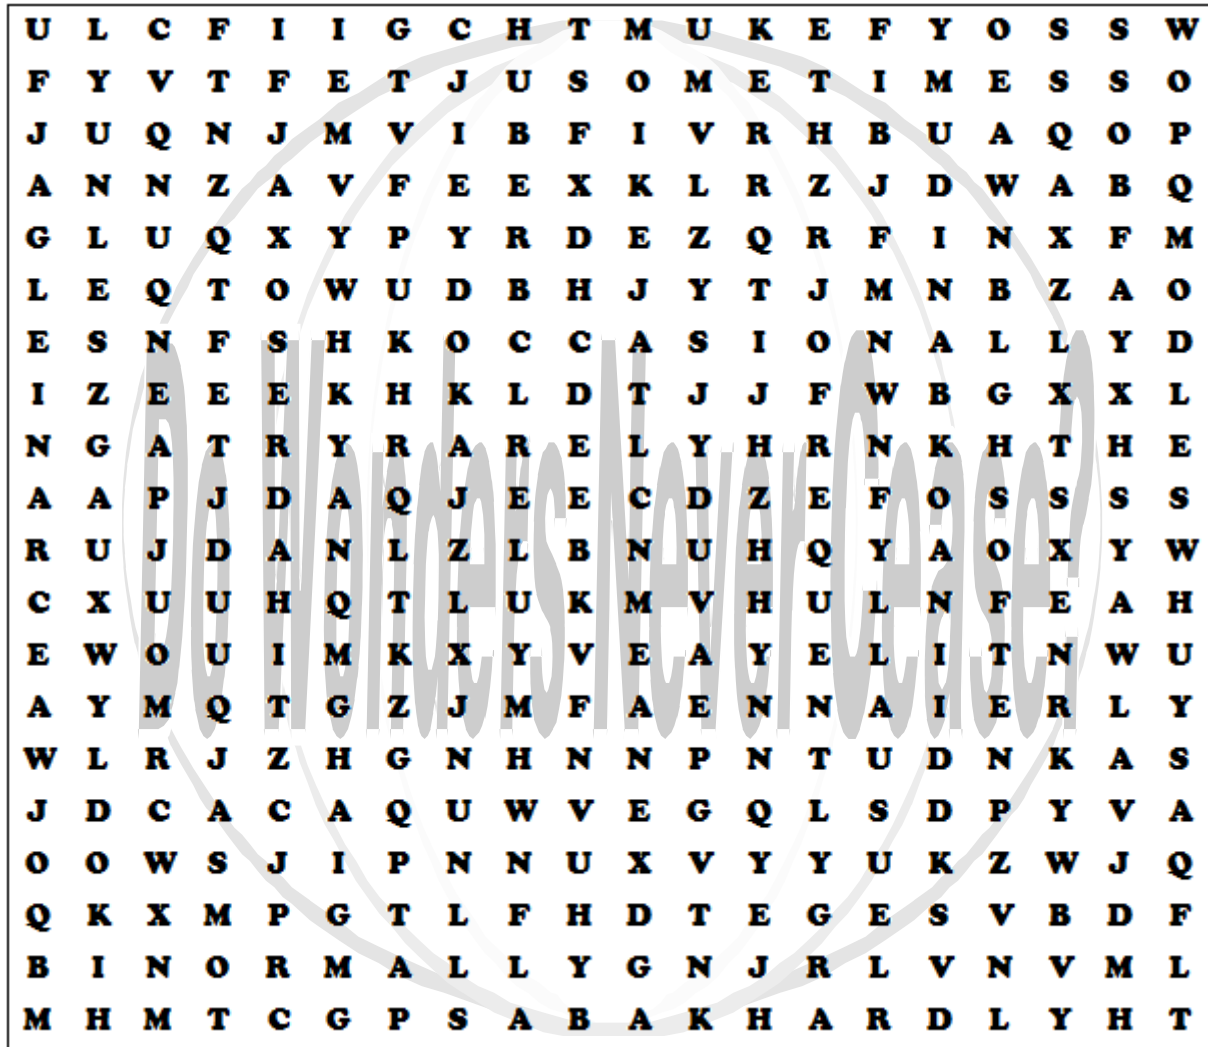 U L C F I I G C H T M U K E F Y O S S W
F Y V T F E T J U S O M E T I M E S S O
J U Q N J M V I B F I V R H B U A Q O P
A N N Z A V F E E X K L R Z J D W A B Q
G L U Q X Y P Y R D E Z Q R F I N X F M
L E Q T O W U D B H J Y T J M N B Z A O
E S N F S H K O C C A S I O N A L L Y D
I Z E E E K H K L D T J J F W B G X X L
N G A T R Y R A R E L Y H R N K H T H E
A A P J D A Q J E E C D Z E F O S S S S
R U J D A N L Z L B N U H Q Y A O X Y W
C X U U H Q T L U K M V H U L N F E A H
E W O U I M K X Y V E A Y E L I T N W U
A Y M Q T G Z J M F A E N N A I E R L Y
W L R J Z H G N H N N P N T U D N K A S
J D C A C A Q U W V E G Q L S D P Y V A
O O W S J I P N N U X V Y Y U K Z W J Q
Q K X M P G T L F H D T E G E S V B D F
B I N O R M A L L Y G N J R L V N V M L
M H M T C G P S A B A K H A R D L Y H T
Do Wonders Never Cease?